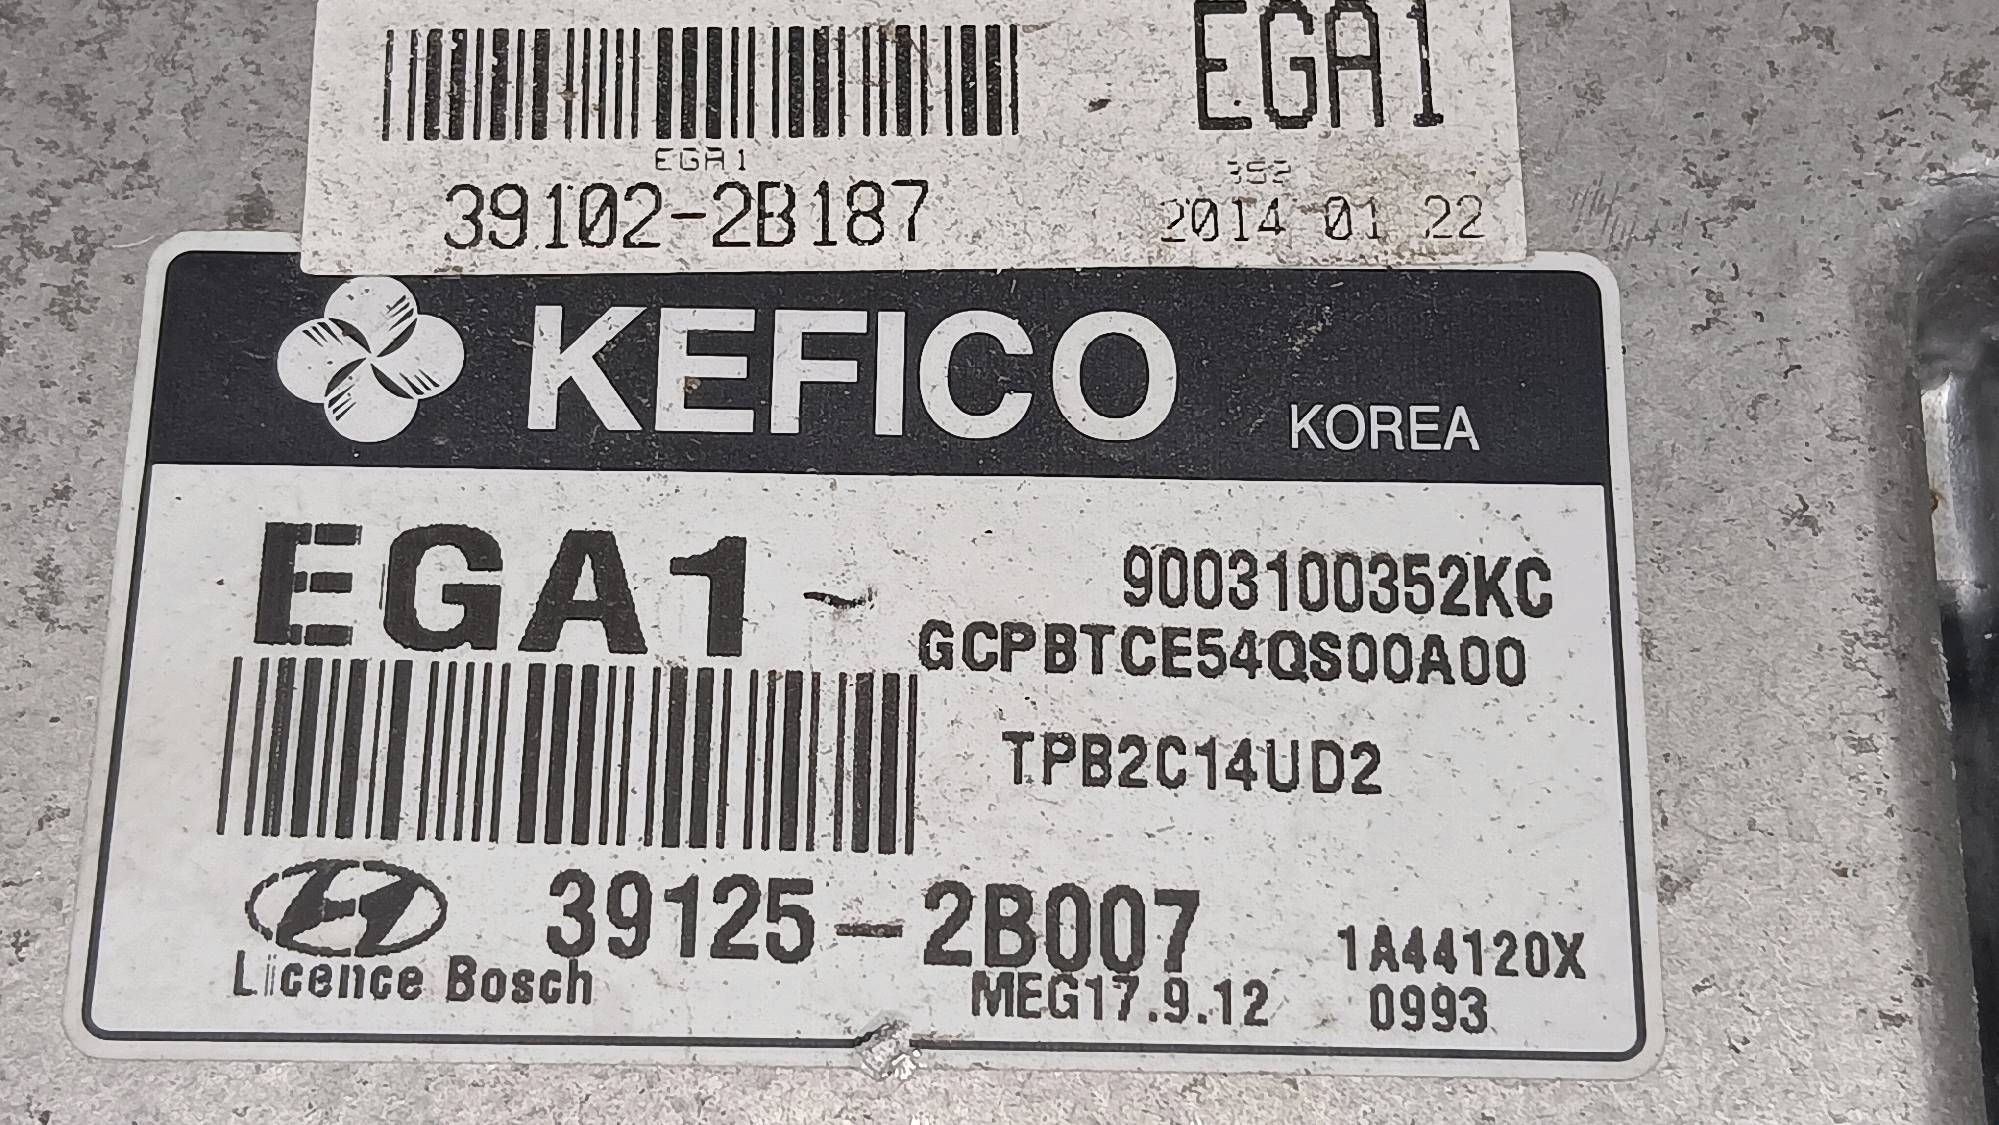 EGA1
EGA1
352
39102-2B187
2014 01 22
KEFICO
KOREA
EGA1
9003100352KC
GCPBTCE54QS00A00
TPB2C14UD2
39125-2B007
1A44120X
Licence Bosch
MEG17.9.12
0993